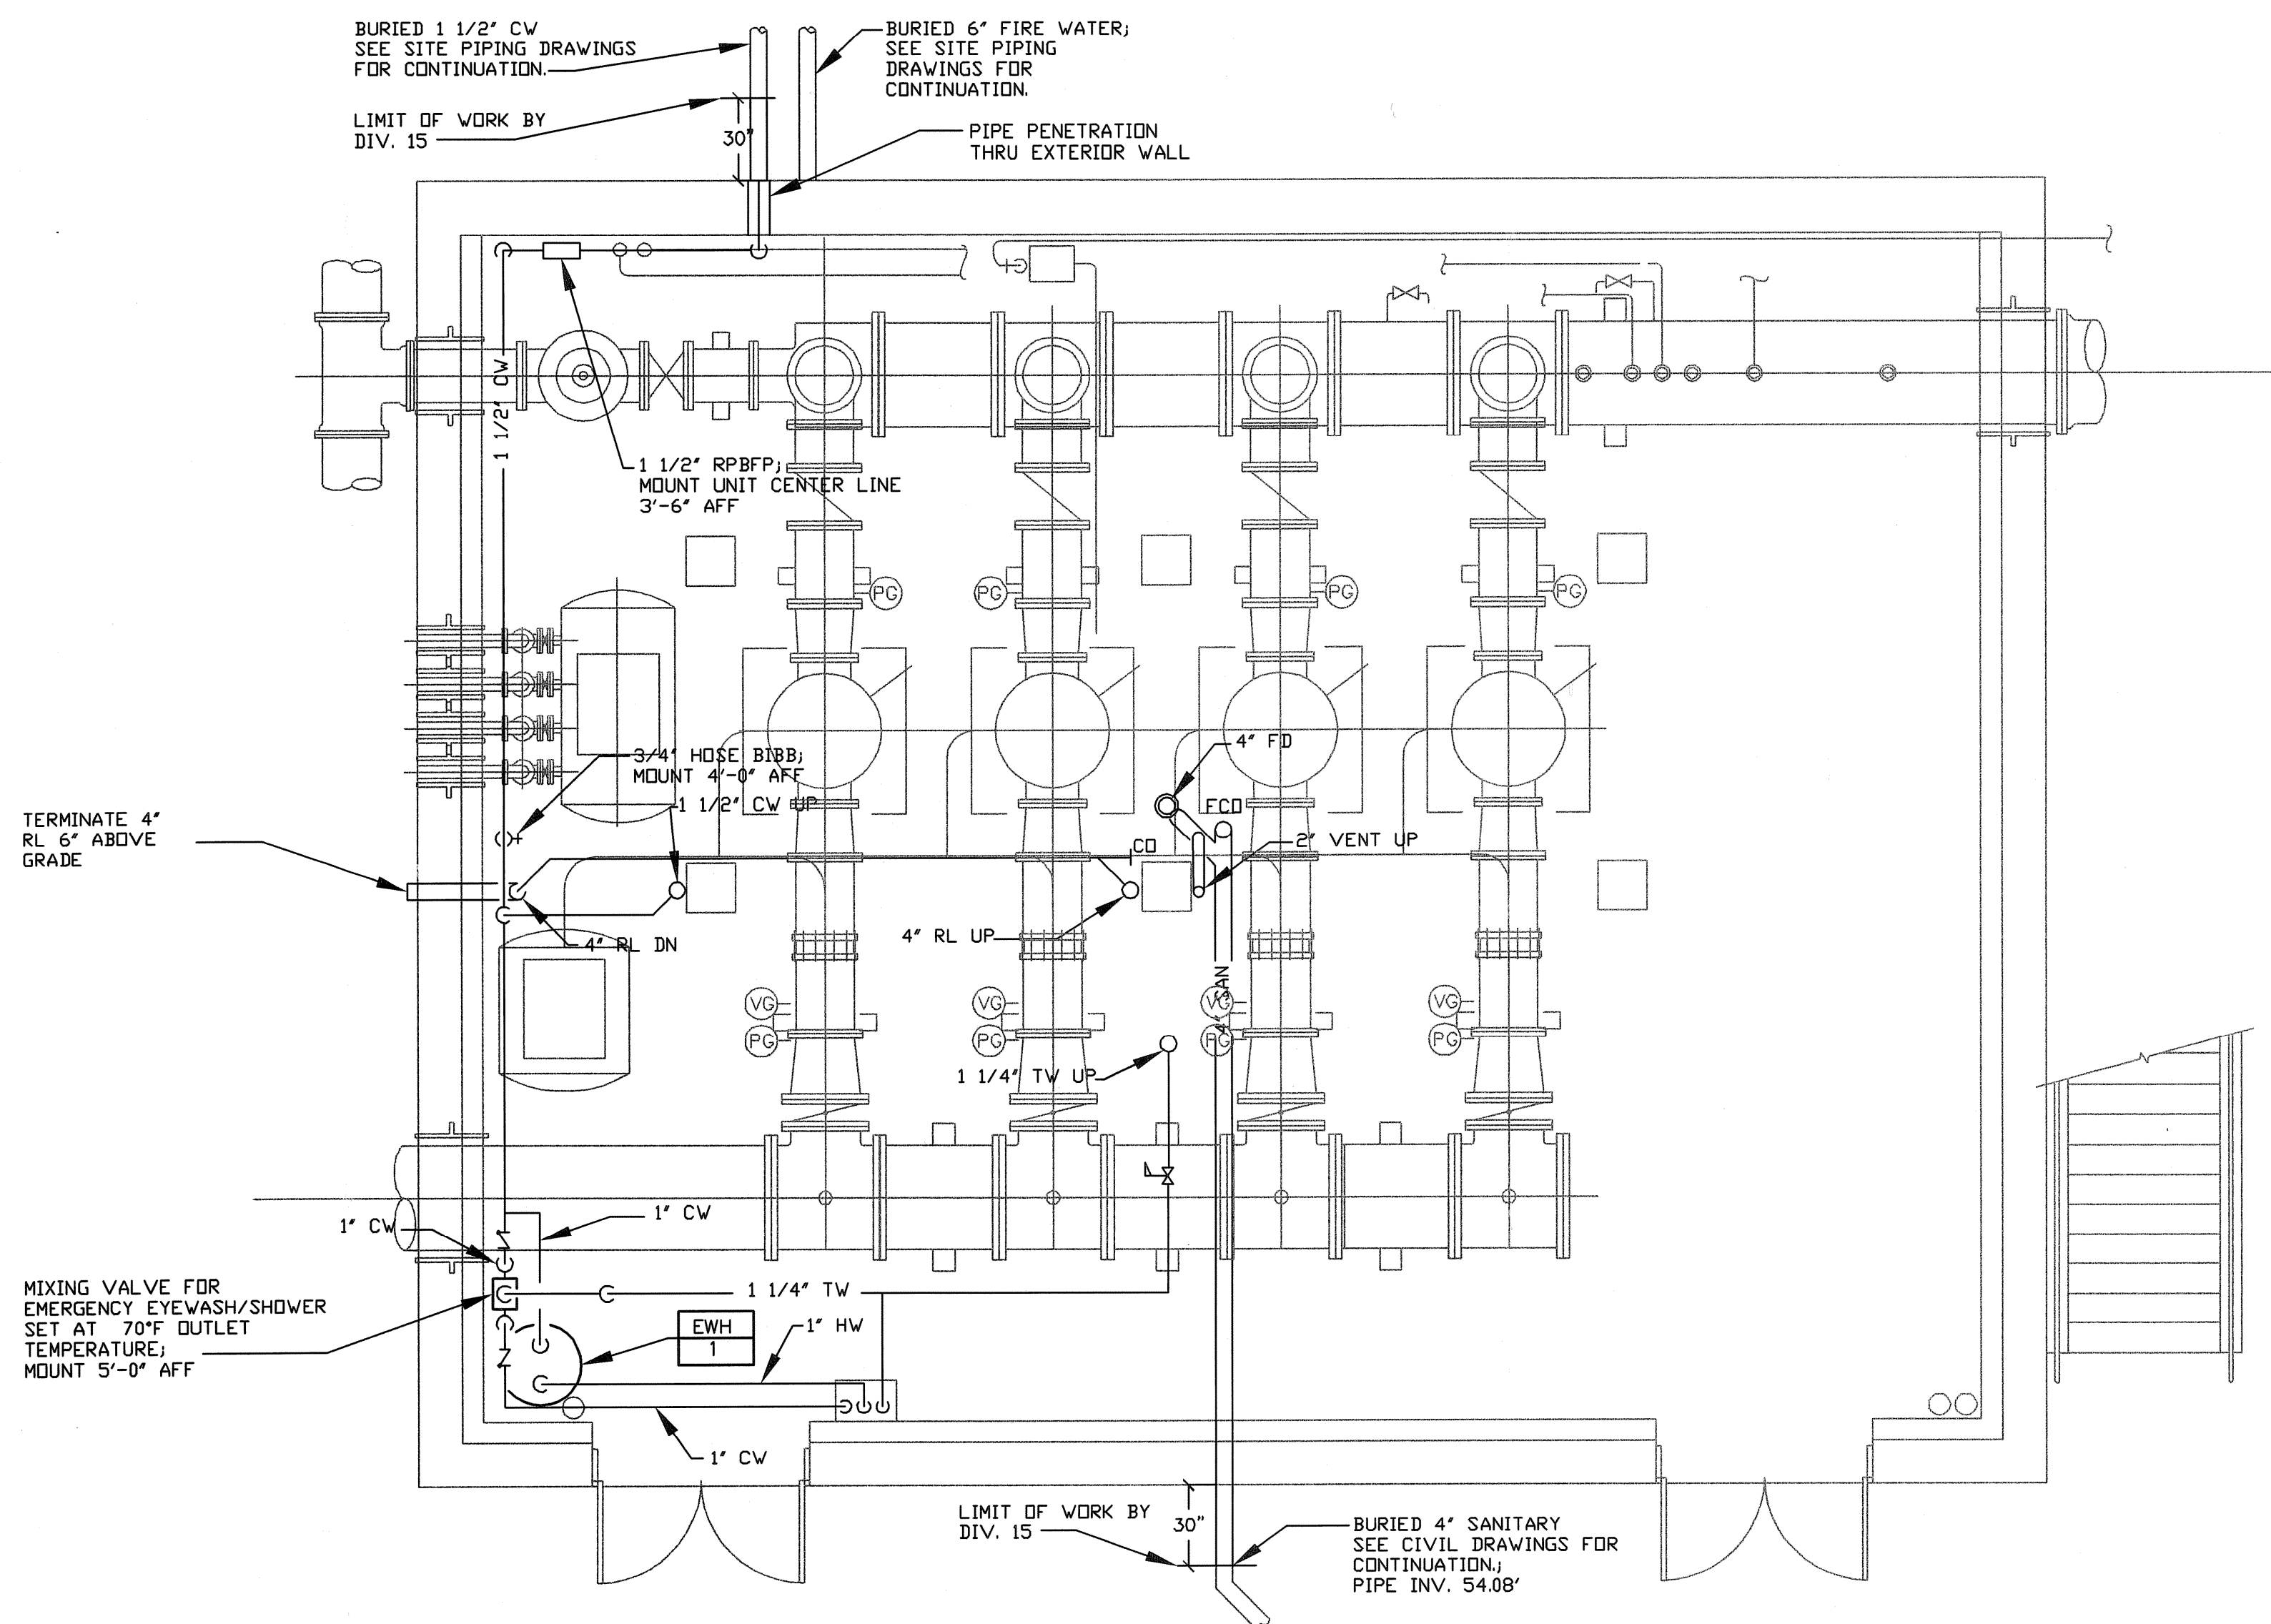 BURIED 1 1/2" CW
SEE SITE PIPING DRAWINGS
FOR CONTINUATION.
BURIED 6" FIRE WATER;
SEE SITE PIPING
DRAWINGS FOR
CONTINUATION.
LIMIT OF WORK BY
DIV. 15
30"
PIPE PENETRATION
THRU EXTERIOR WALL
1 1/2" CW
1 1/2" RPBFP;
MOUNT UNIT CENTER LINE
3'-6" AFF
PG
PG
PG
PG
3/4" HOSE BIBB;
MOUNT 4'-0" AFF
1 1/2" CW UP
4" FD
FCO
TERMINATE 4"
RL 6" ABOVE
GRADE
CO
2" VENT UP
4" RL DN
4" RL UP
4" SAN
VG
VG
VG
VG
PG
PG
PG
PG
1 1/4" TW UP
1" CW
1" CW
MIXING VALVE FOR
EMERGENCY EYEWASH/SHOWER
SET AT 70°F OUTLET
TEMPERATURE;
MOUNT 5'-0" AFF
1 1/4" TW
EWH
1
1" HW
1" CW
LIMIT OF WORK BY
DIV. 15
30"
BURIED 4" SANITARY
SEE CIVIL DRAWINGS FOR
CONTINUATION.;
PIPE INV. 54.08'